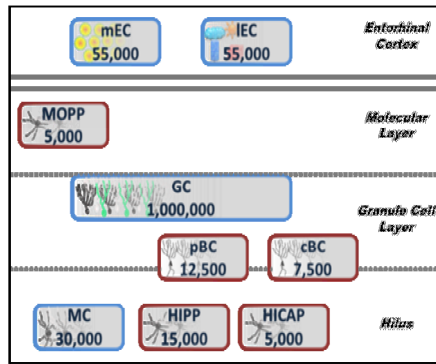 mEC
55,000
lEC
55,000
Entorhinal
Cortex
MOPP
5,000
Molecular
Layer
GC
1,000,000
Granule Cell
Layer
pBC
12,500
cBC
7,500
MC
30,000
HIPP
15,000
HICAP
5,000
Hilus